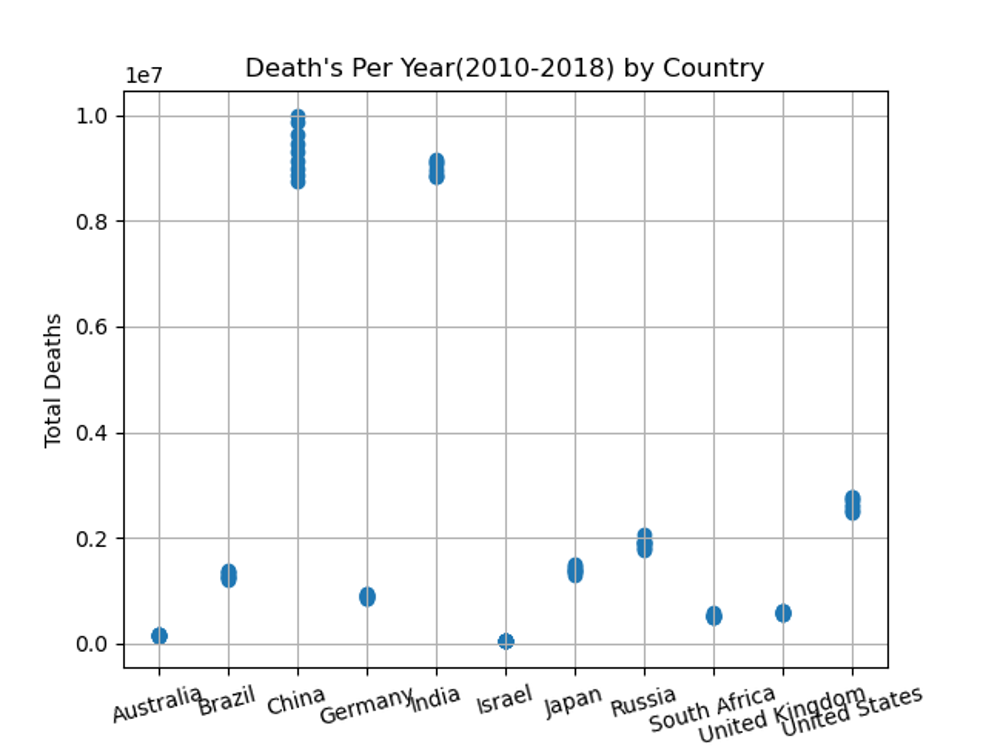 Death's Per Year(2010-2018) by Country
1e7
1.0
0.8
0.6
0.4
0.2
0.0
Total Deaths
Australia
Brazil
China
Germany
India
Israel
Japan
Russia
South Africa
United Kingdom
United States